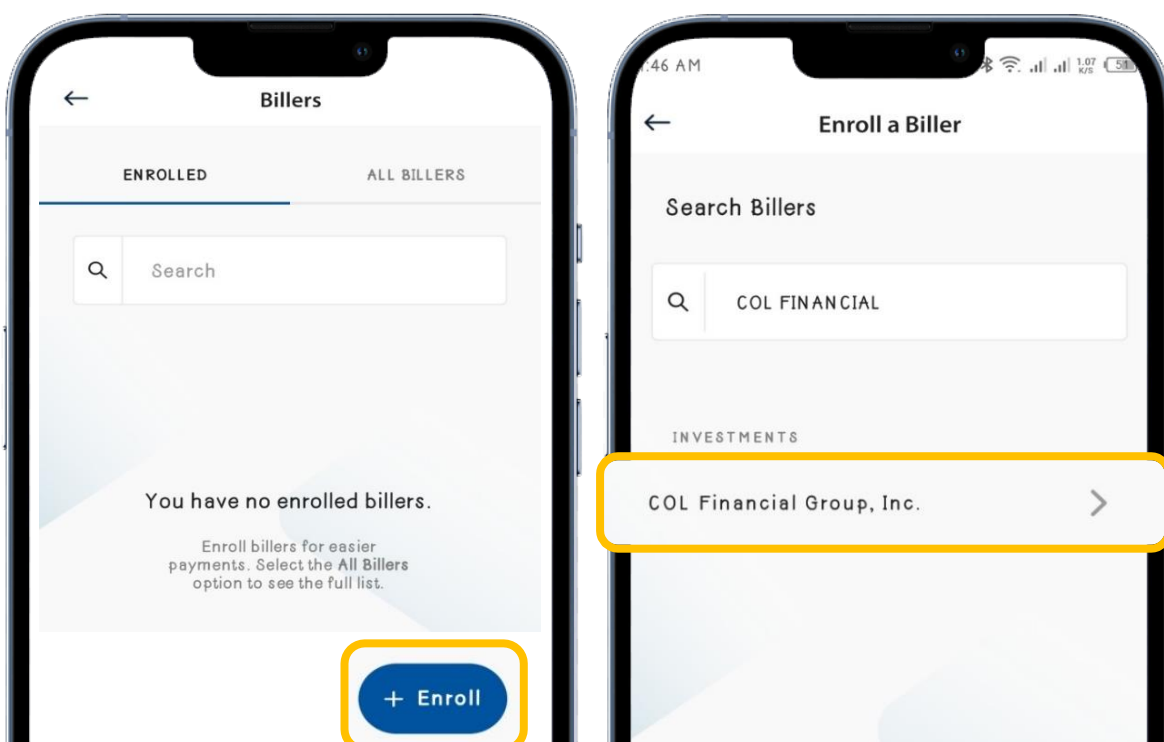 Billers
ENROLLED
ALL BILLERS
Search
You have no enrolled billers.
Enroll billers for easier
payments. Select the All Billers
option to see the full list.
+ Enroll
:46 AM
1.07
K/S
51
Enroll a Biller
Search Billers
COL FINANCIAL
INVESTMENTS
COL Financial Group, Inc.